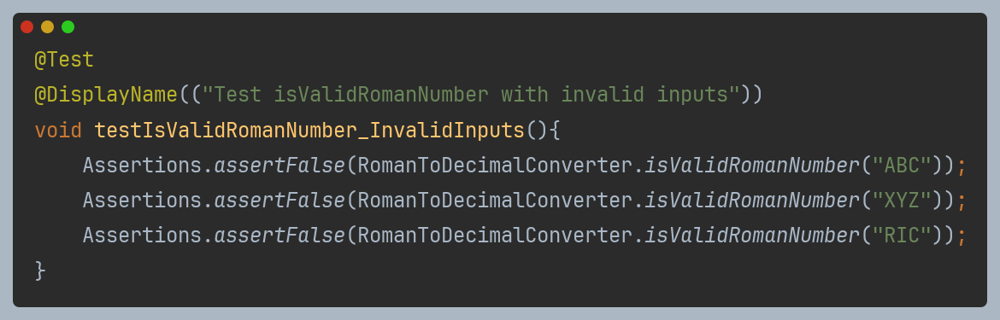 @Test
@DisplayName(("Test isValidRomanNumber with invalid inputs"))
void testIsValidRomanNumber_InvalidInputs(){
    Assertions.assertFalse(RomanToDecimalConverter.isValidRomanNumber("ABC"));
    Assertions.assertFalse(RomanToDecimalConverter.isValidRomanNumber("XYZ"));
    Assertions.assertFalse(RomanToDecimalConverter.isValidRomanNumber("RIC"));
}